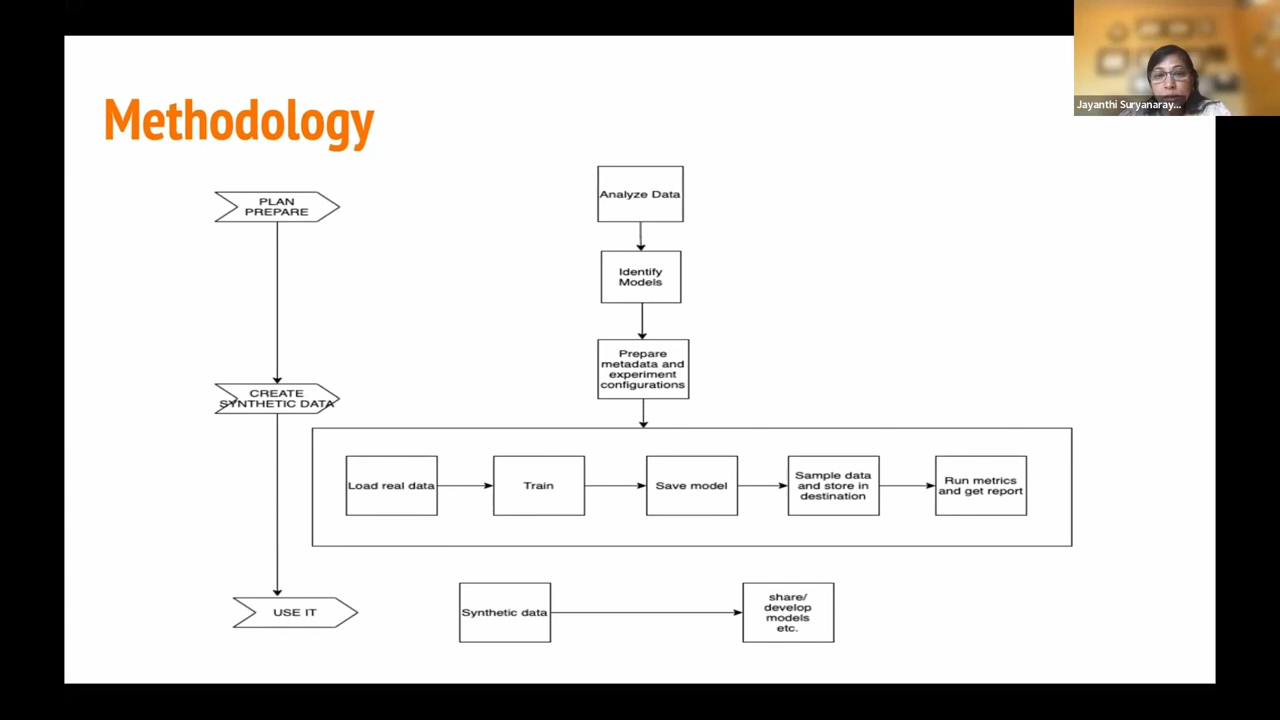 Methodology
Jayanthi Suryanaray...
PLAN
PREPARE
Analyze Data
Identify
Models
Prepare
metadata and
experiment
configurations
CREATE
SYNTHETIC DATA
Load real data
Train
Save model
Sample data
and store in
destination
Run metrics
and get report
USE IT
Synthetic data
share/
develop
models
etc.